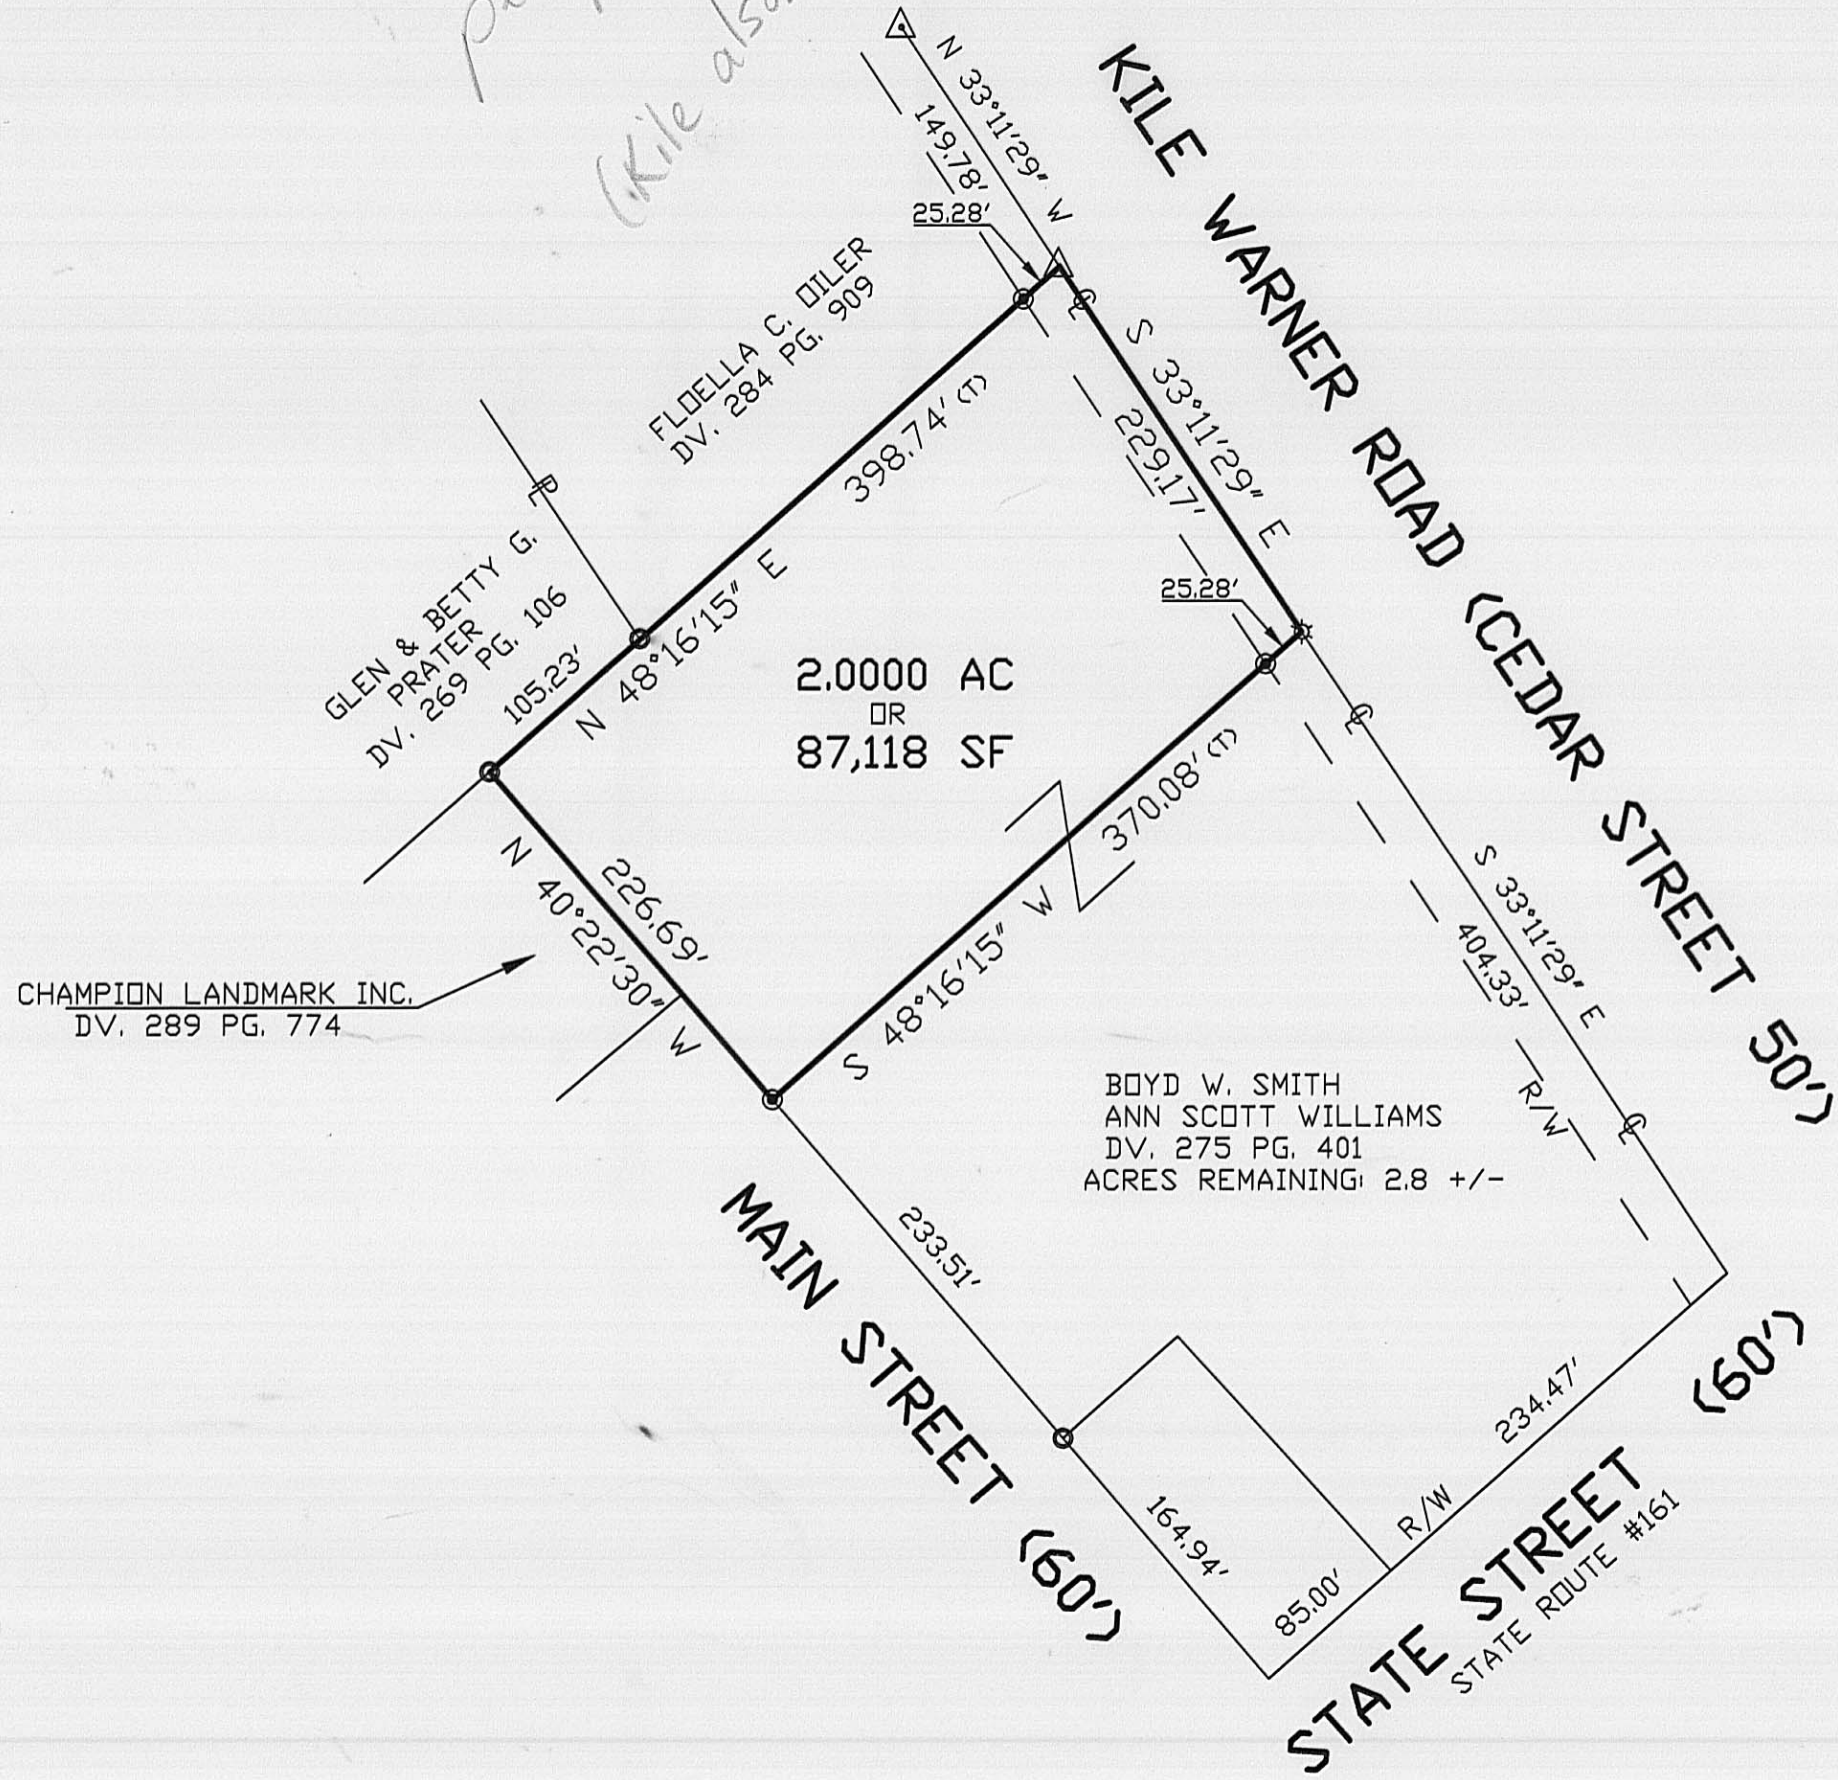 (Kile also
N 33°11'29" W
149.78'
25.28'
KILE WARNER ROAD (CEDAR STREET 50')
FLOELLA C. OILER
DV. 284 PG. 909
398.74' (T)
S 33°11'29" E
229.17'
25.28'
GLEN & BETTY G.
PRATER
DV. 269 PG. 106
105.23'
N 48°16'15" E
2.0000 AC
OR
87,118 SF
370.08' (T)
S 48°16'15" W
226.69'
N 40°22'30" W
CHAMPION LANDMARK INC.
DV. 289 PG. 774
S 33°11'29" E
404.33'
R/W
BOYD W. SMITH
ANN SCOTT WILLIAMS
DV. 275 PG. 401
ACRES REMAINING: 2.8 +/-
233.51'
MAIN STREET (60')
164.94'
85.00'
R/W
234.47'
STATE STREET (60')
STATE ROUTE #161